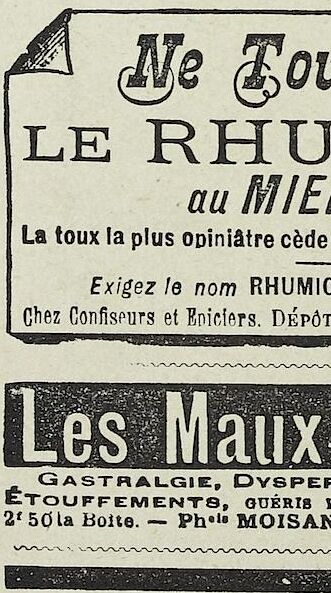 Ne Tou
LE RHU
au MIE
La toux la plus opiniâtre cède
Exigez le nom RHUMIC
Chez Confiseurs et Epiciers. DÉPÔT
Les Maux
GASTRALGIE, DYSPEP
ÉTOUFFEMENTS, GUÉRIS
2f 50 la Boîte. — Phcie MOISAN